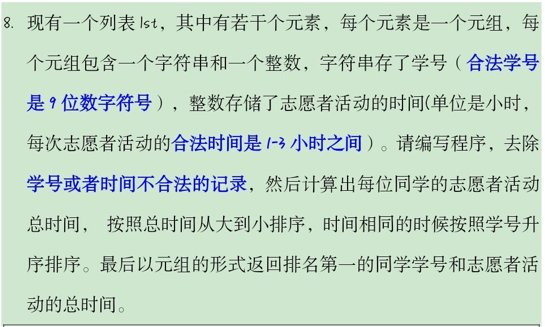 8. 现有一个列表 lst，其中有若干个元素，每个元素是一个元组，每
个元组包含一个字符串和一个整数，字符串存了学号（合法学号
是 9 位数字符号），整数存储了志愿者活动的时间(单位是小时，
每次志愿者活动的合法时间是 1-3 小时之间）。请编写程序，去除
学号或者时间不合法的记录，然后计算出每位同学的志愿者活动
总时间， 按照总时间从大到小排序，时间相同的时候按照学号升
序排序。最后以元组的形式返回排名第一的同学学号和志愿者活
动的总时间。